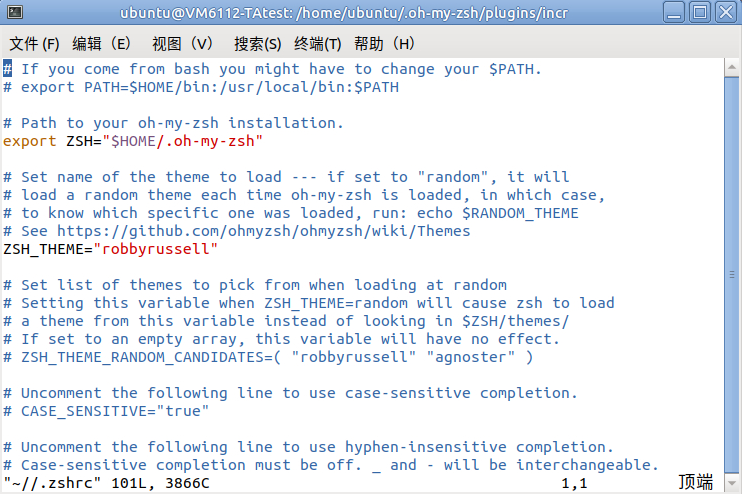 ubuntu@VM6112-TAtest: /home/ubuntu/.oh-my-zsh/plugins/incr
文件 (F) 编辑（E） 视图（V） 搜索(S) 终端(T) 帮助（H）
# If you come from bash you might have to change your $PATH.
# export PATH=$HOME/bin:/usr/local/bin:$PATH
# Path to your oh-my-zsh installation.
export ZSH="$HOME/.oh-my-zsh"
# Set name of the theme to load --- if set to "random", it will
# load a random theme each time oh-my-zsh is loaded, in which case,
# to know which specific one was loaded, run: echo $RANDOM_THEME
# See https://github.com/ohmyzsh/ohmyzsh/wiki/Themes
ZSH_THEME="robbyrussell"
# Set list of themes to pick from when loading at random
# Setting this variable when ZSH_THEME=random will cause zsh to load
# a theme from this variable instead of looking in $ZSH/themes/
# If set to an empty array, this variable will have no effect.
# ZSH_THEME_RANDOM_CANDIDATES=( "robbyrussell" "agnoster" )
# Uncomment the following line to use case-sensitive completion.
# CASE_SENSITIVE="true"
# Uncomment the following line to use hyphen-insensitive completion.
# Case-sensitive completion must be off. _ and - will be interchangeable.
"~//.zshrc" 101L, 3866C 1,1 顶端